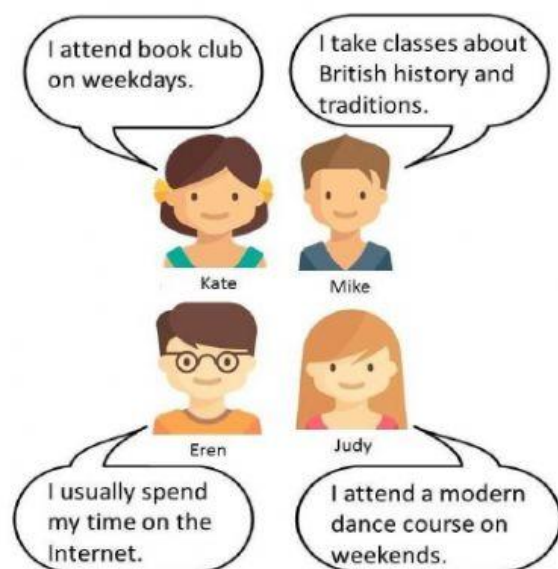 I attend book club
on weekdays.
I take classes about
British history and
traditions.
Kate
Mike
Eren
Judy
I usually spend
my time on the
Internet.
I attend a modern
dance course on
weekends.